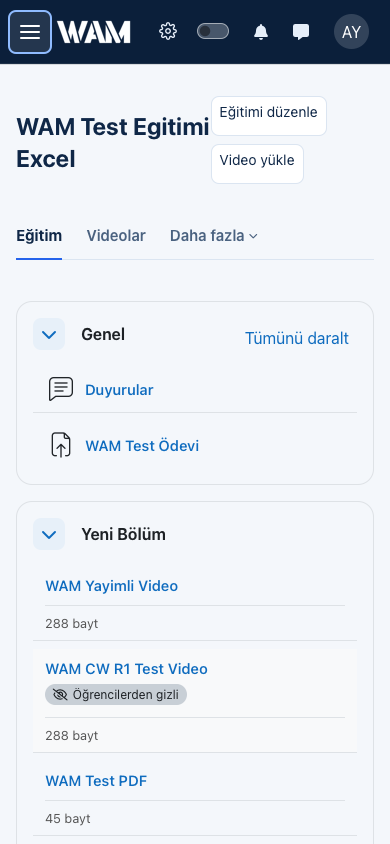 WAM
AY
WAM Test Egitimi
Excel
Eğitimi düzenle
Video yükle
Eğitim
Videolar
Daha fazla
Genel
Tümünü daralt
Duyurular
WAM Test Ödevi
Yeni Bölüm
WAM Yayimli Video
288 bayt
WAM CW R1 Test Video
Öğrencilerden gizli
288 bayt
WAM Test PDF
45 bayt